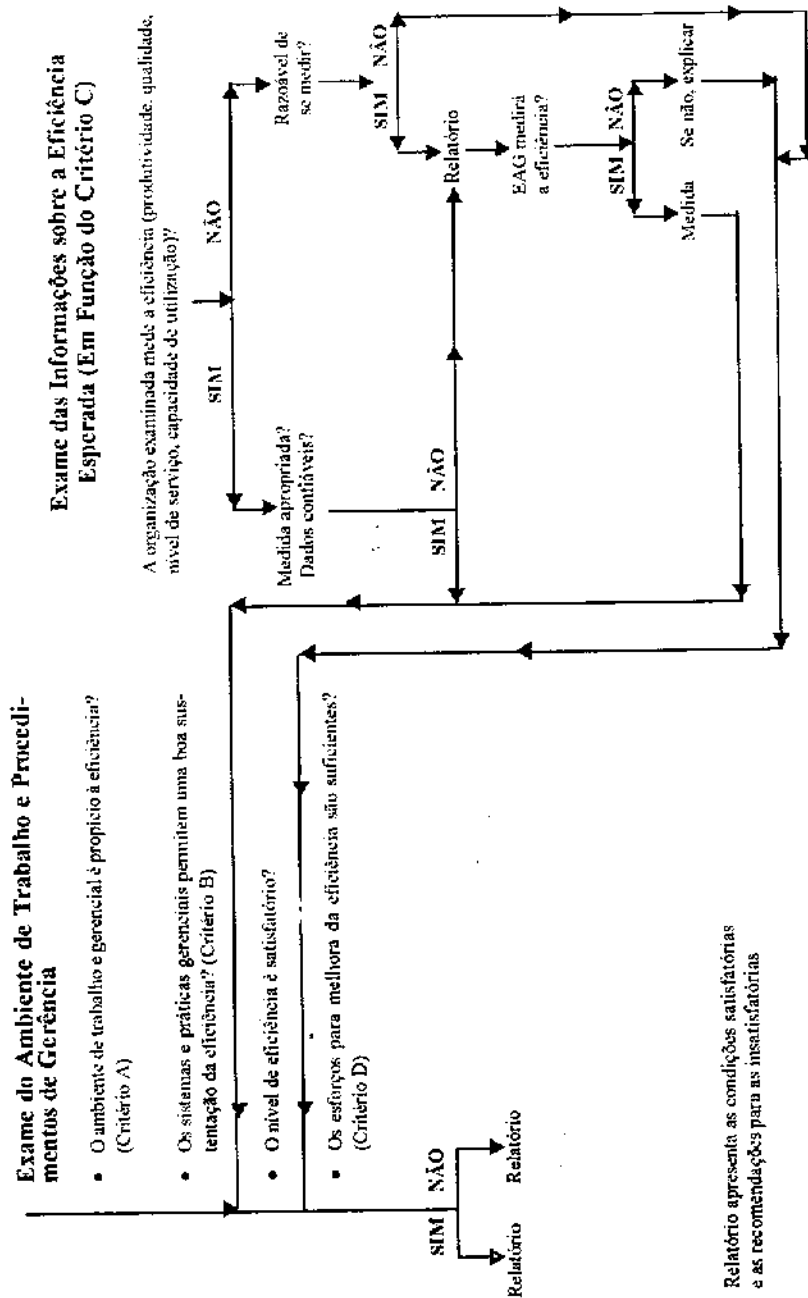 Exame do Ambiente de Trabalho e Procedi-
mentos de Gerência
• O ambiente de trabalho e gerencial é propício à eficiência?
(Critério A)
• Os sistemas e práticas gerenciais permitem uma boa sus-
tentação da eficiência? (Critério B)
• O nível de eficiência é satisfatório?
• Os esforços para melhora da eficiência são suficientes?
(Critério D)
SIM NÃO
Relatório Relatório
Relatório apresenta as condições satisfatórias
e as recomendações para as insatisfatórias
Exame das Informações sobre a Eficiência
Esperada (Em Função do Critério C)
A organização examinada mede a eficiência (produtividade, qualidade,
nível de serviço, capacidade de utilização)?
SIM NÃO
Medida apropriada?
Dados confiáveis?
Razoável de
se medir?
SIM NÃO
SIM NÃO
Relatório
EAG medirá
a eficiência?
SIM NÃO
Medida Se não, explicar